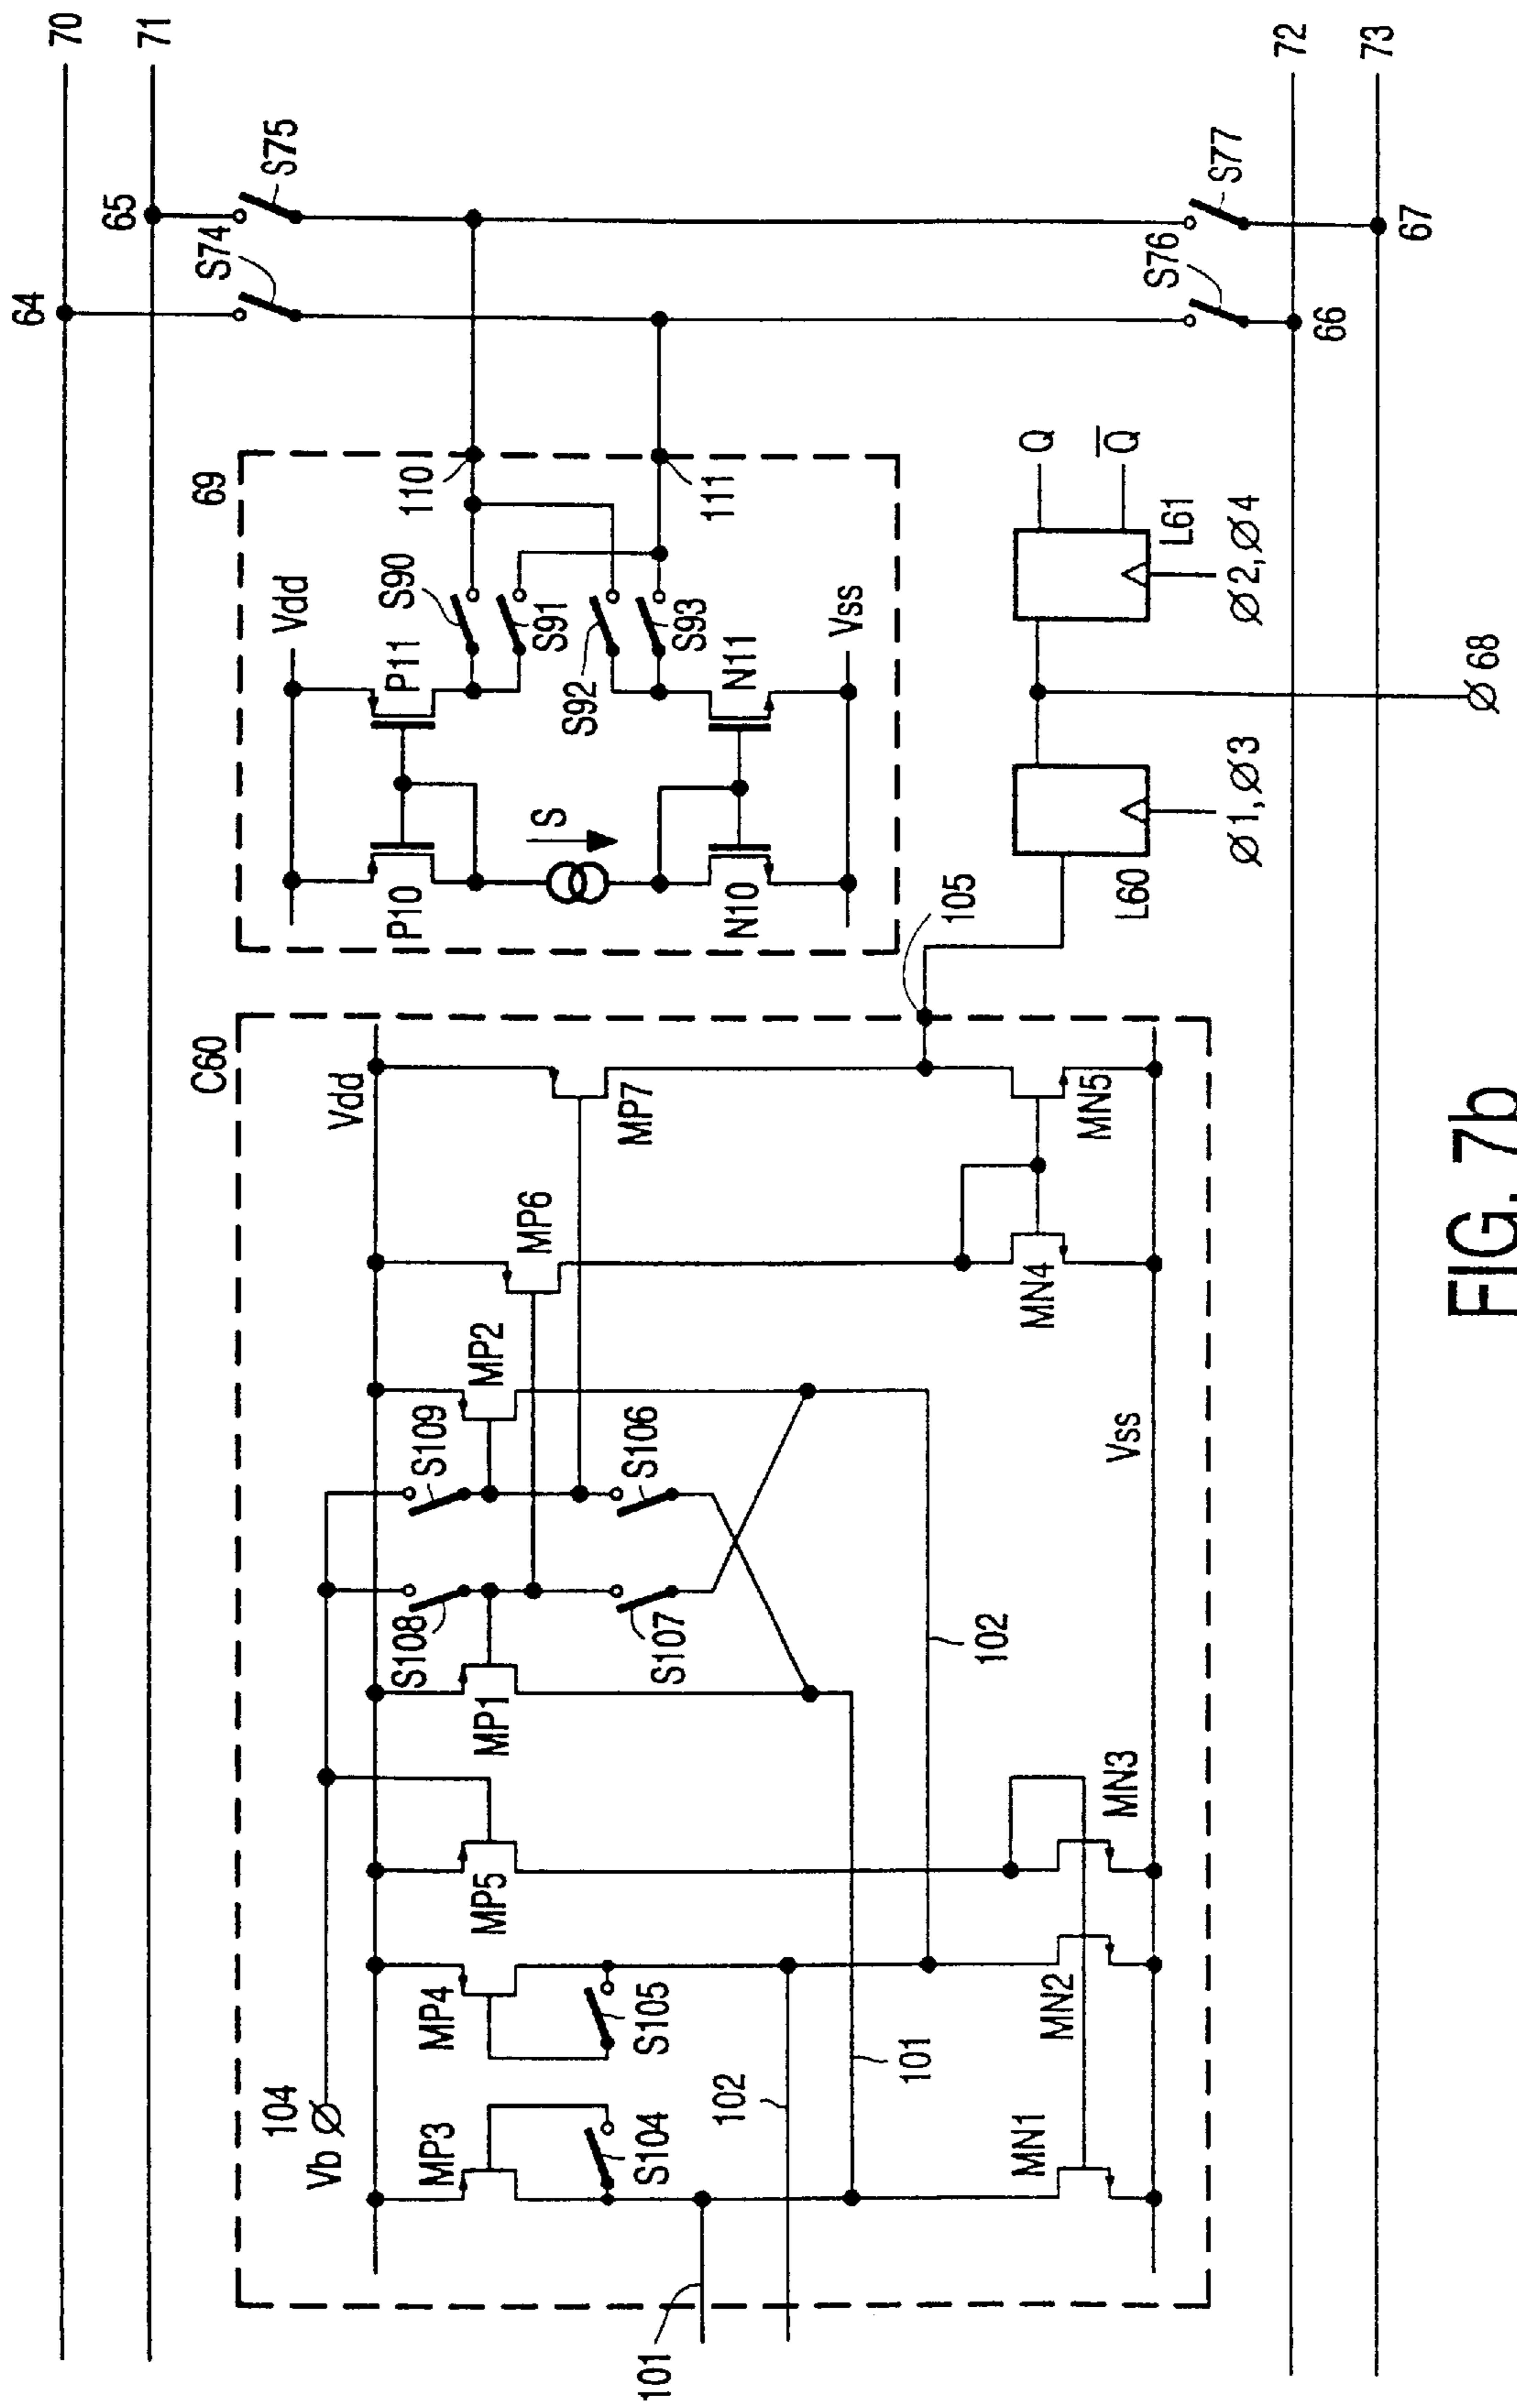 70
71
64
65
S74
S75
C60
69
Vdd
Vdd
104
Vb
MP3
MP4
MP5
MP1
S108
S109
MP2
MP6
MP7
P10
P11
S90
110
S104
S105
S107
S106
S
S91
S92
S93
111
101
102
101
102
N10
N11
Vss
105
MN1
MN2
MN3
Vss
MN4
MN5
L60
L61
Q
Q̅
Ø1, Ø3
Ø2, Ø4
S76
S77
66
72
67
73
68
FIG. 7b